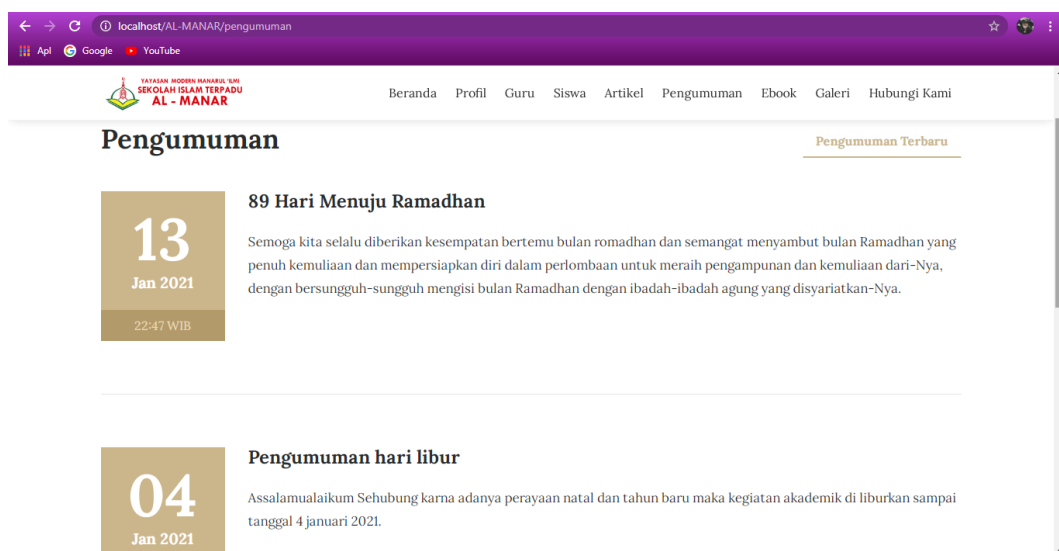 localhost/AL-MANAR/pengumuman
Apl Google YouTube
YAYASAN MODERN MANARUL 'ILMI
SEKOLAH ISLAM TERPADU
AL - MANAR
Beranda Profil Guru Siswa Artikel Pengumuman Ebook Galeri Hubungi Kami
Pengumuman
Pengumuman Terbaru
13
Jan 2021
22:47 WIB
89 Hari Menuju Ramadhan
Semoga kita selalu diberikan kesempatan bertemu bulan romadhan dan semangat menyambut bulan Ramadhan yang
penuh kemuliaan dan mempersiapkan diri dalam perlombaan untuk meraih pengampunan dan kemuliaan dari-Nya,
dengan bersungguh-sungguh mengisi bulan Ramadhan dengan ibadah-ibadah agung yang disyariatkan-Nya.
04
Jan 2021
Pengumuman hari libur
Assalamualaikum Sehubung karna adanya perayaan natal dan tahun baru maka kegiatan akademik di liburkan sampai
tanggal 4 januari 2021.